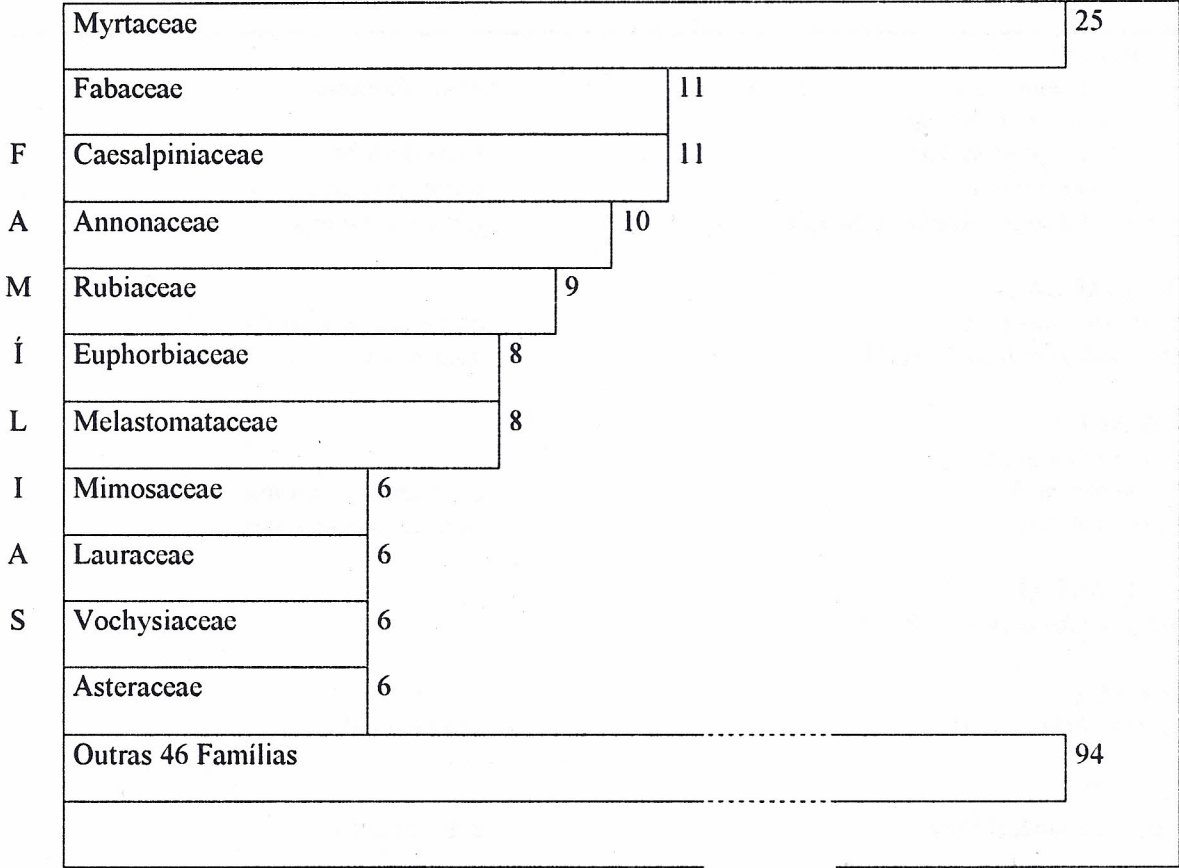 Myrtaceae 25
Fabaceae 11
F Caesalpiniaceae 11
A Annonaceae 10
M Rubiaceae 9
Í Euphorbiaceae 8
L Melastomataceae 8
I Mimosaceae 6
A Lauraceae 6
S Vochysiaceae 6
Asteraceae 6
Outras 46 Famílias 94